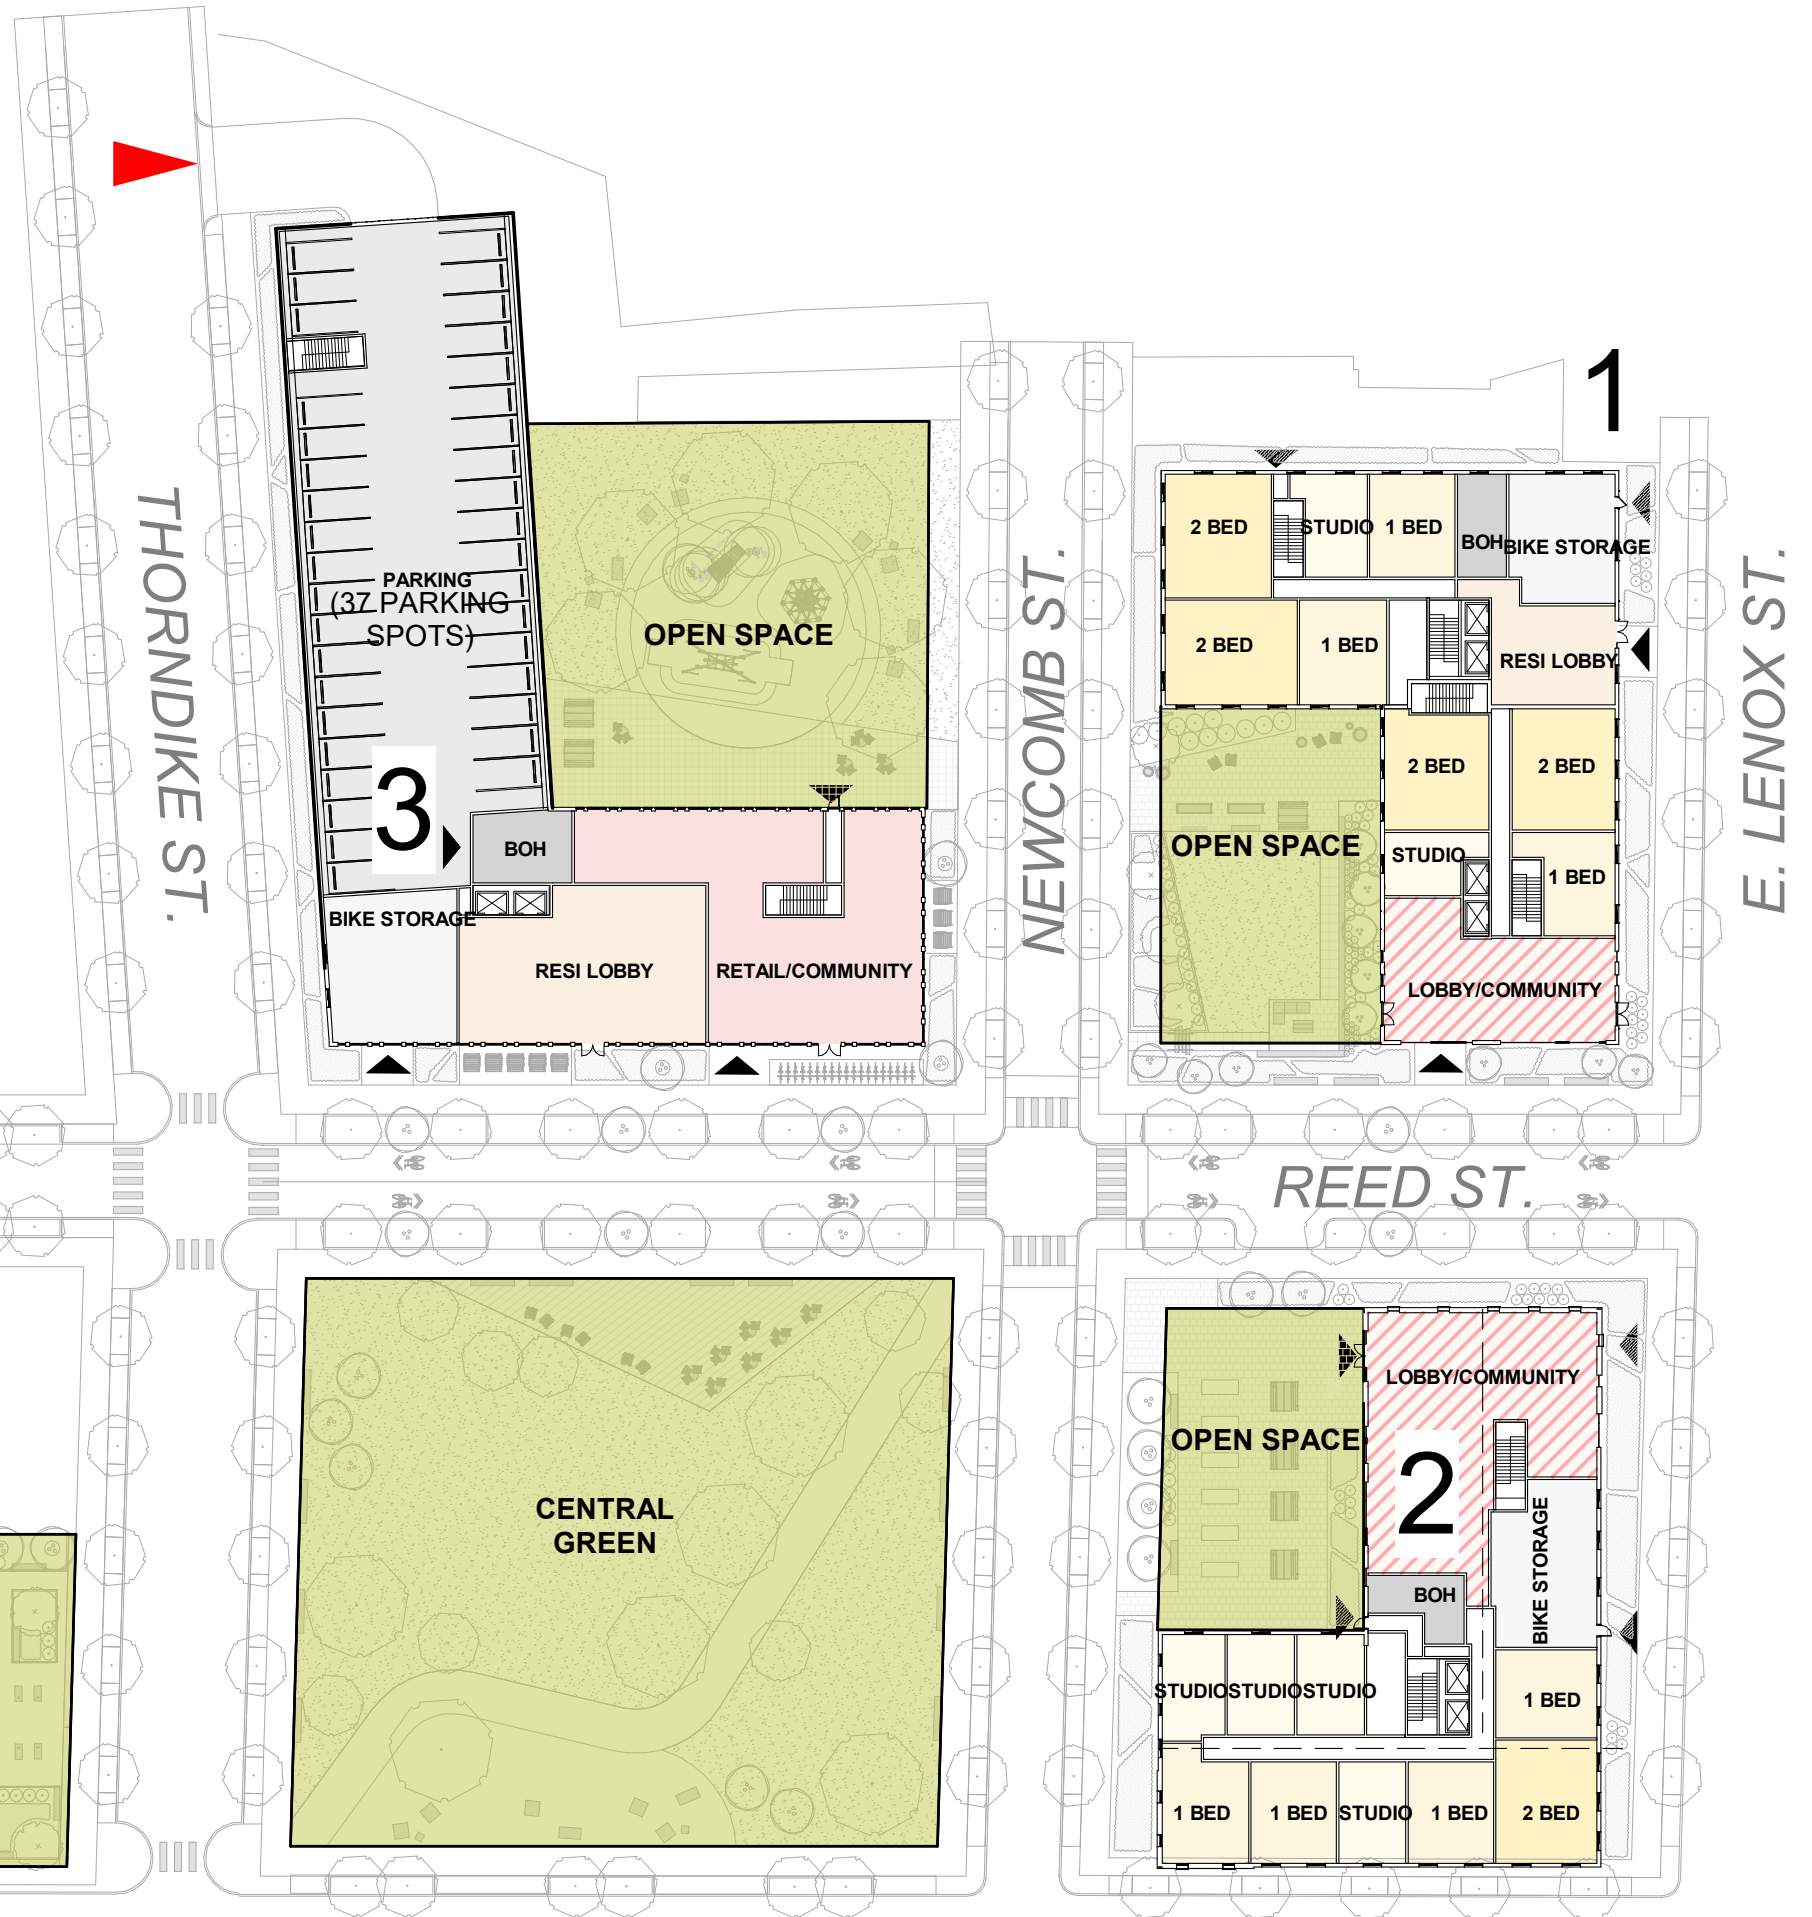 1
THORNDIKE ST.
NEWCOMB ST.
E. LENOX ST.
REED ST.
PARKING
(37 PARKING
SPOTS)
OPEN SPACE
3
BOH
BIKE STORAGE
RESI LOBBY
RETAIL/COMMUNITY
2 BED
STUDIO
1 BED
BOH
BIKE STORAGE
2 BED
1 BED
RESI LOBBY
2 BED
2 BED
OPEN SPACE
STUDIO
1 BED
LOBBY/COMMUNITY
CENTRAL
GREEN
OPEN SPACE
LOBBY/COMMUNITY
2
BIKE STORAGE
BOH
STUDIO
STUDIO
STUDIO
1 BED
1 BED
1 BED
STUDIO
1 BED
2 BED